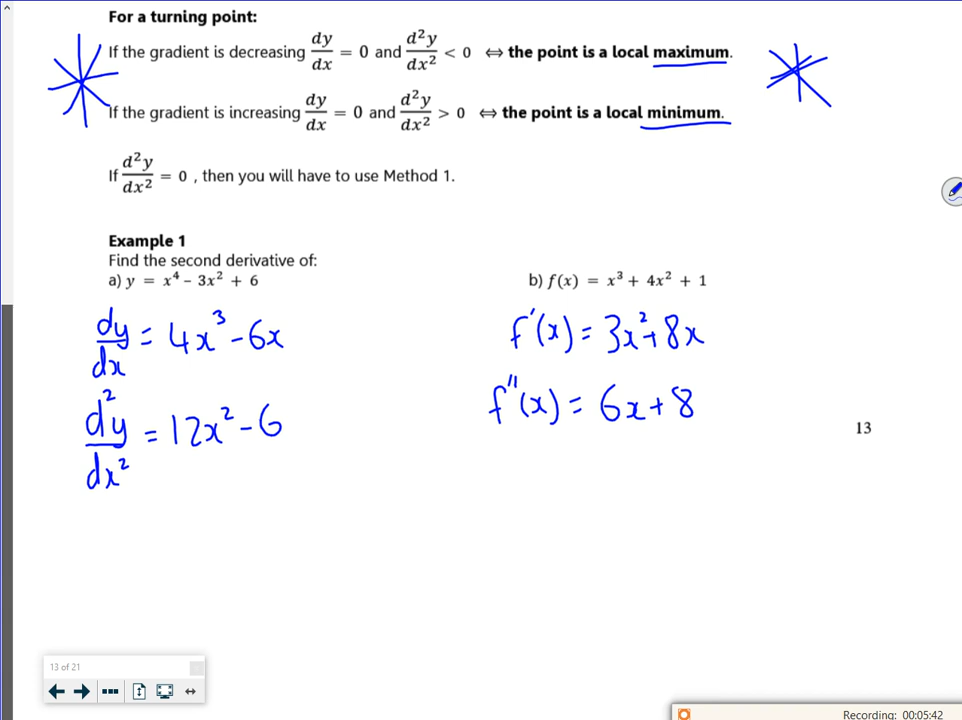 For a turning point:
If the gradient is decreasing dy/dx = 0 and d²y/dx² < 0 ⇔ the point is a local maximum.
If the gradient is increasing dy/dx = 0 and d²y/dx² > 0 ⇔ the point is a local minimum.
If d²y/dx² = 0 , then you will have to use Method 1.
Example 1
Find the second derivative of:
a) y = x⁴ – 3x² + 6
b) f(x) = x³ + 4x² + 1
dy/dx = 4x³ - 6x
f'(x) = 3x² + 8x
d²y/dx² = 12x² - 6
f''(x) = 6x + 8
13
13 of 21
Recording: 00:05:42